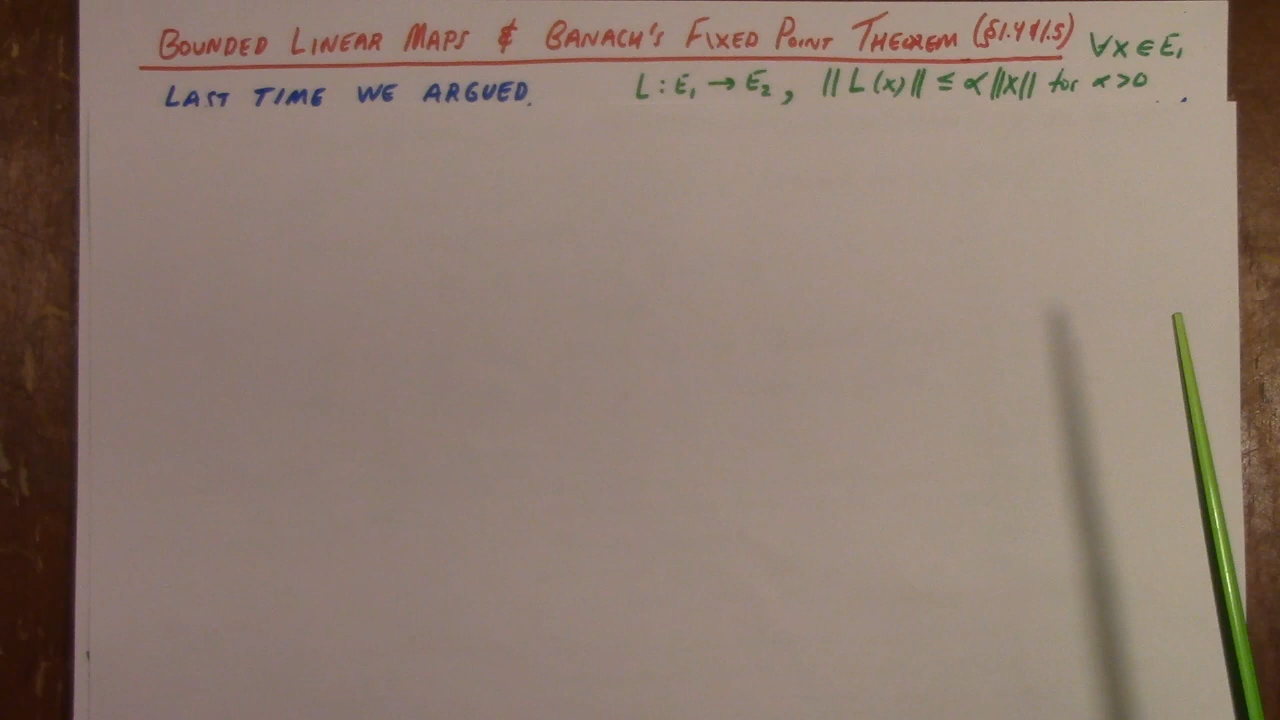 BOUNDED LINEAR MAPS & BANACH'S FIXED POINT THEOREM (§1.4 & 1.5) ∀x ∈ E₁
LAST TIME WE ARGUED. L : E₁ → E₂ , ||L(x)|| ≤ α||x|| for α>0